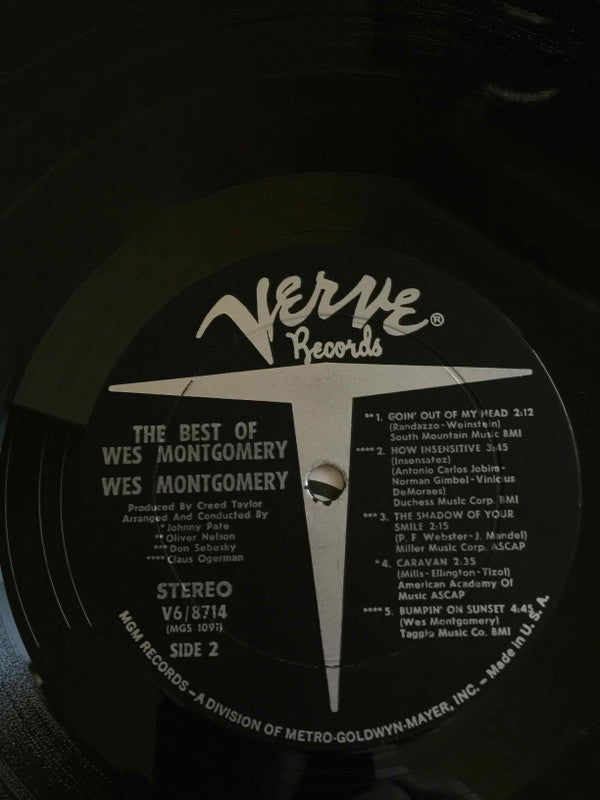 Verve®
Records
THE BEST OF
WES MONTGOMERY
WES MONTGOMERY
Produced By Creed Taylor
Arranged And Conducted By
*Johnny Pate
**Oliver Nelson
***Don Sebasky
****Claus Ogerman
STEREO
V6/8714
(MGS 1091)
SIDE 2
**1. GOIN' OUT OF MY HEAD 2:12
(Randazzo-Weinstein)
South Mountain Music BMI
****2. HOW INSENSITIVE 3:45
(Insensatez)
(Antonio Carlos Jobim-
Norman Gimbel-Vinicius
DeMoraes)
Duchess Music Corp. BMI
***3. THE SHADOW OF YOUR
SMILE 2:15
(P. F. Webster-J. Mandel)
Miller Music Corp. ASCAP
*4. CARAVAN 2:35
(Mills-Ellington-Tizol)
American Academy Of
Music ASCAP
****5. BUMPIN' ON SUNSET 4:45
(Wes Montgomery)
Taggie Music Co. BMI
MGM RECORDS – A DIVISION OF METRO-GOLDWYN-MAYER, INC. – Made in U. S. A.